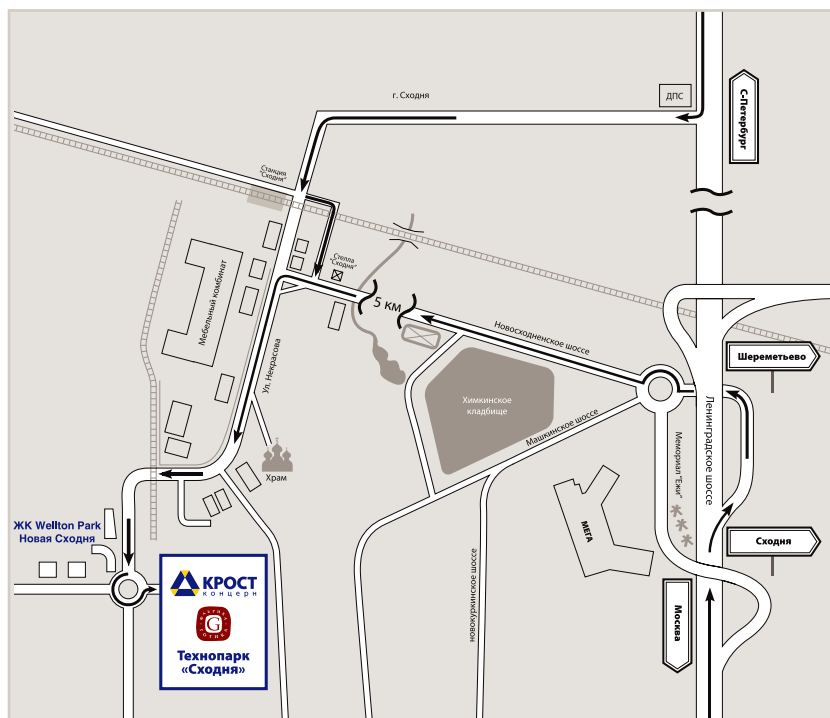 г. Сходня
ДПС
С-Петербург
Станция
"Сходня"
Стелла
"Сходня"
5 км
Новосходненское шоссе
Мебельный комбинат
Ул. Некрасова
Шереметьево
Химкинское
кладбище
Машкинское шоссе
Ленинградское шоссе
Мемориал "Ежи"
Храм
МЕГА
Сходня
ЖК Wellton Park
Новая Сходня
новокуркинское шоссе
Москва
КРОСТ
КОНЦЕРН
ФАБРИКА
G
ГОТИКА
Технопарк
«Сходня»